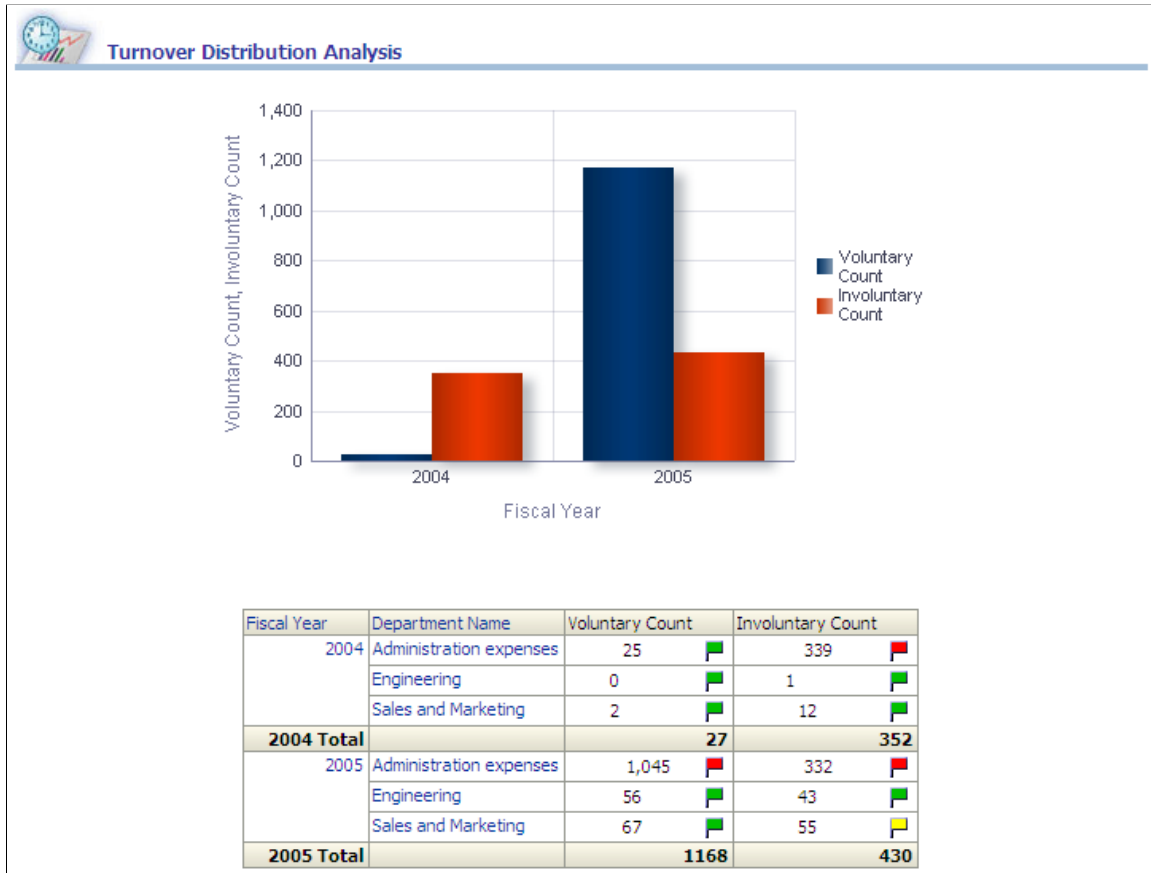 Turnover Distribution Analysis
1,400
1,200
1,000
800
600
400
200
0
Voluntary Count, Involuntary Count
2004
2005
Fiscal Year
Voluntary
Count
Involuntary
Count
Fiscal Year Department Name Voluntary Count Involuntary Count
2004 Administration expenses 25 339
Engineering 0 1
Sales and Marketing 2 12
2004 Total 27 352
2005 Administration expenses 1,045 332
Engineering 56 43
Sales and Marketing 67 55
2005 Total 1168 430